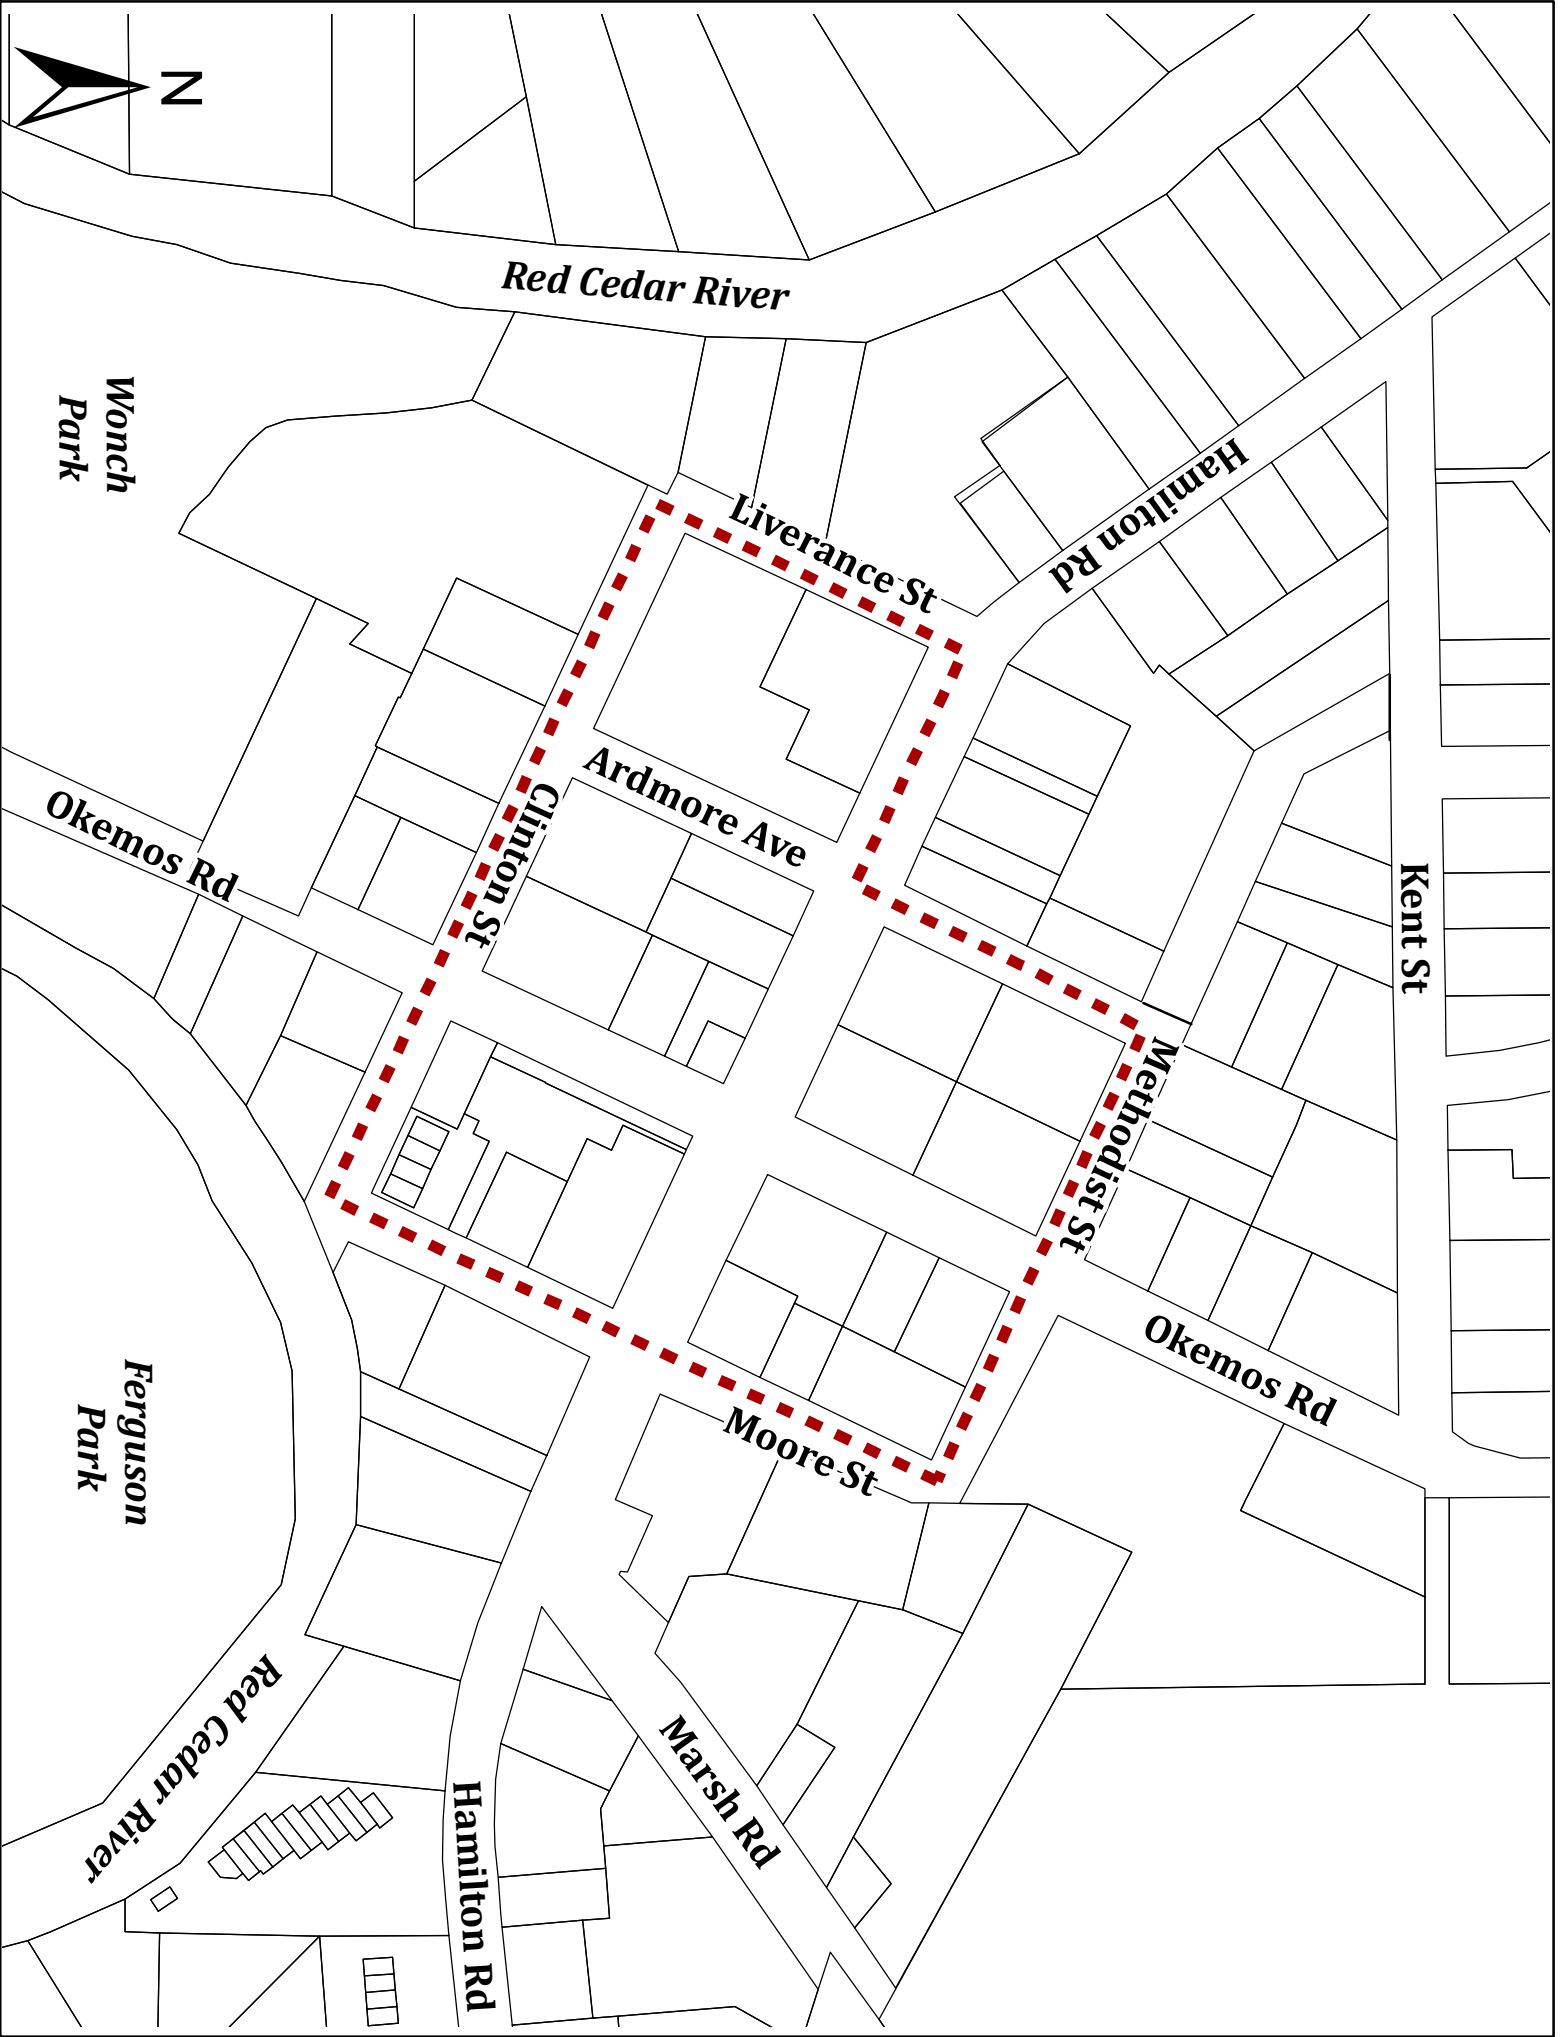 N
Red Cedar River
Wonch
Park
Hamilton Rd
Liverance St
Ardmore Ave
Clinton St
Okemos Rd
Kent St
Methodist St
Okemos Rd
Moore St
Ferguson
Park
Red Cedar River
Marsh Rd
Hamilton Rd